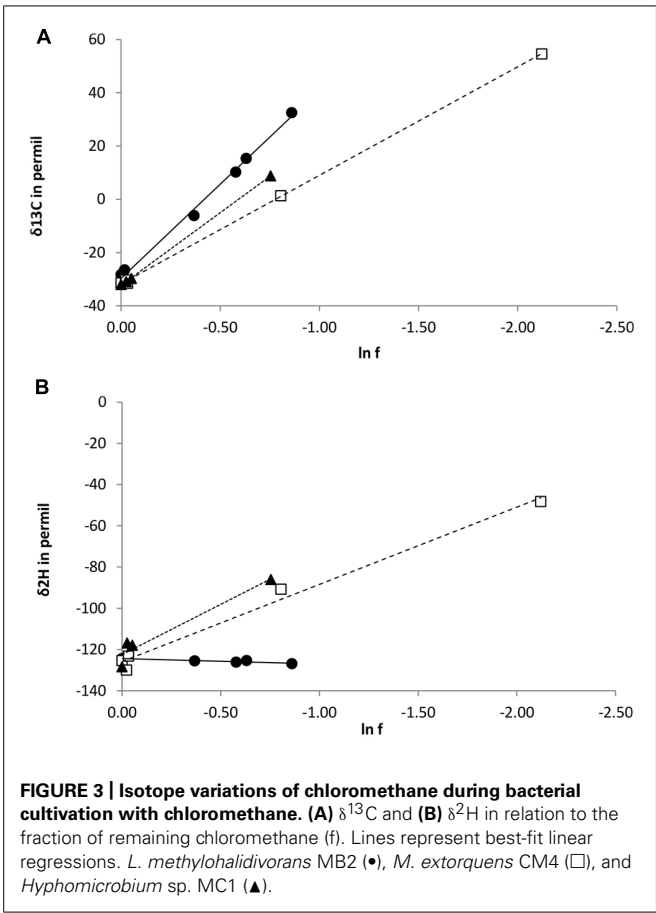 A
60
40
20
0
-20
-40
δ13C in permil
0.00 -0.50 -1.00 -1.50 -2.00 -2.50
ln f
B
0
-20
-40
-60
-80
-100
-120
-140
δ2H in permil
0.00 -0.50 -1.00 -1.50 -2.00 -2.50
ln f
FIGURE 3 | Isotope variations of chloromethane during bacterial
cultivation with chloromethane. (A) δ13C and (B) δ2H in relation to the
fraction of remaining chloromethane (f). Lines represent best-fit linear
regressions. L. methylohalidivorans MB2 (●), M. extorquens CM4 (□), and
Hyphomicrobium sp. MC1 (▲).